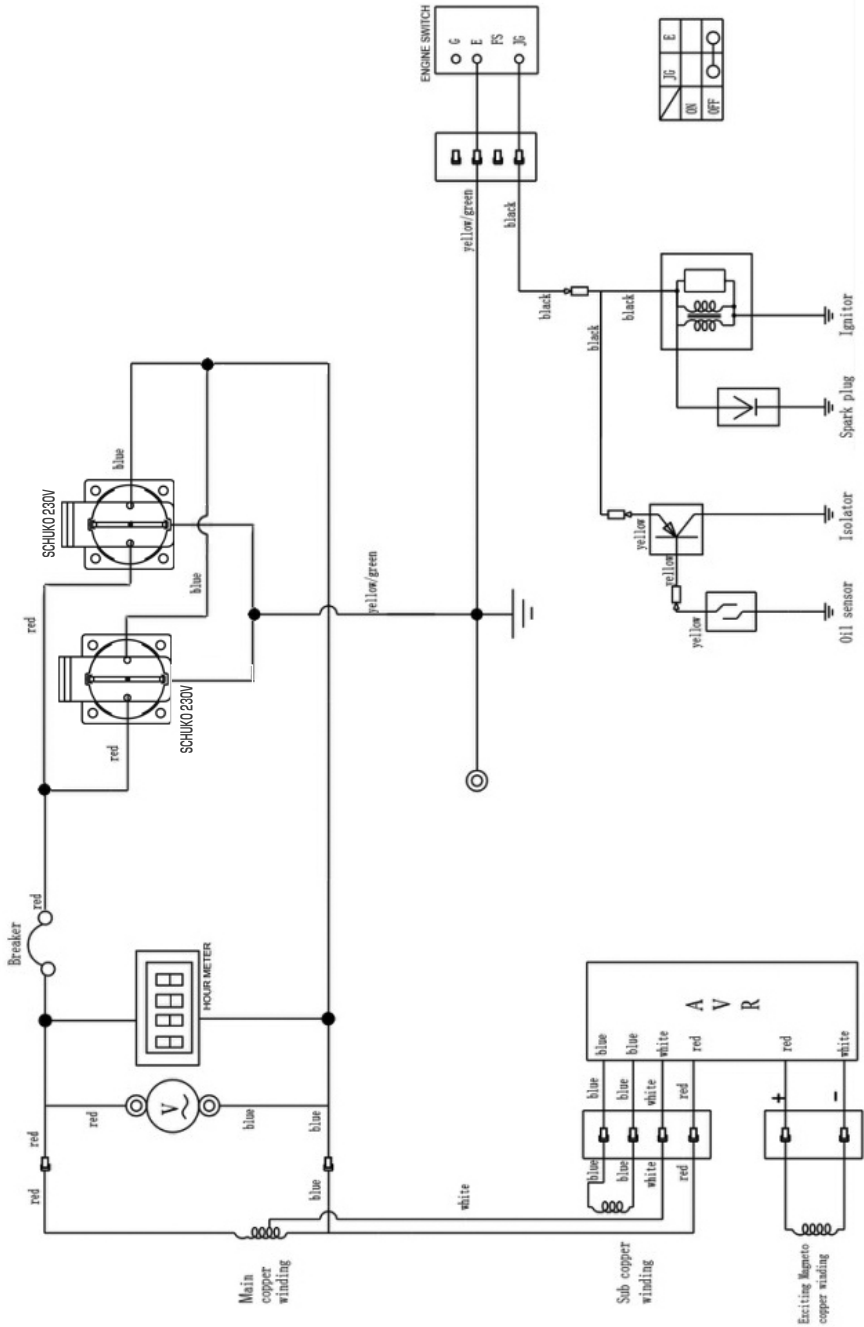 ENGINE SWITCH
G
E
FS
JG
JG
E
ON
OFF
yellow/green
black
black
black
black
Ignitor
Spark plug
Isolator
Oil sensor
yellow
yellow
yellow
SCHUKO 230V
SCHUKO 230V
blue
blue
red
red
yellow/green
red
Breaker
HOUR METER
V
red
blue
red
blue
red
blue
white
Main
copper
winding
A V R
blue
blue
white
red
red
white
blue
blue
white
red
+
-
blue
blue
white
red
Sub copper
winding
Exciting Magneto
copper winding